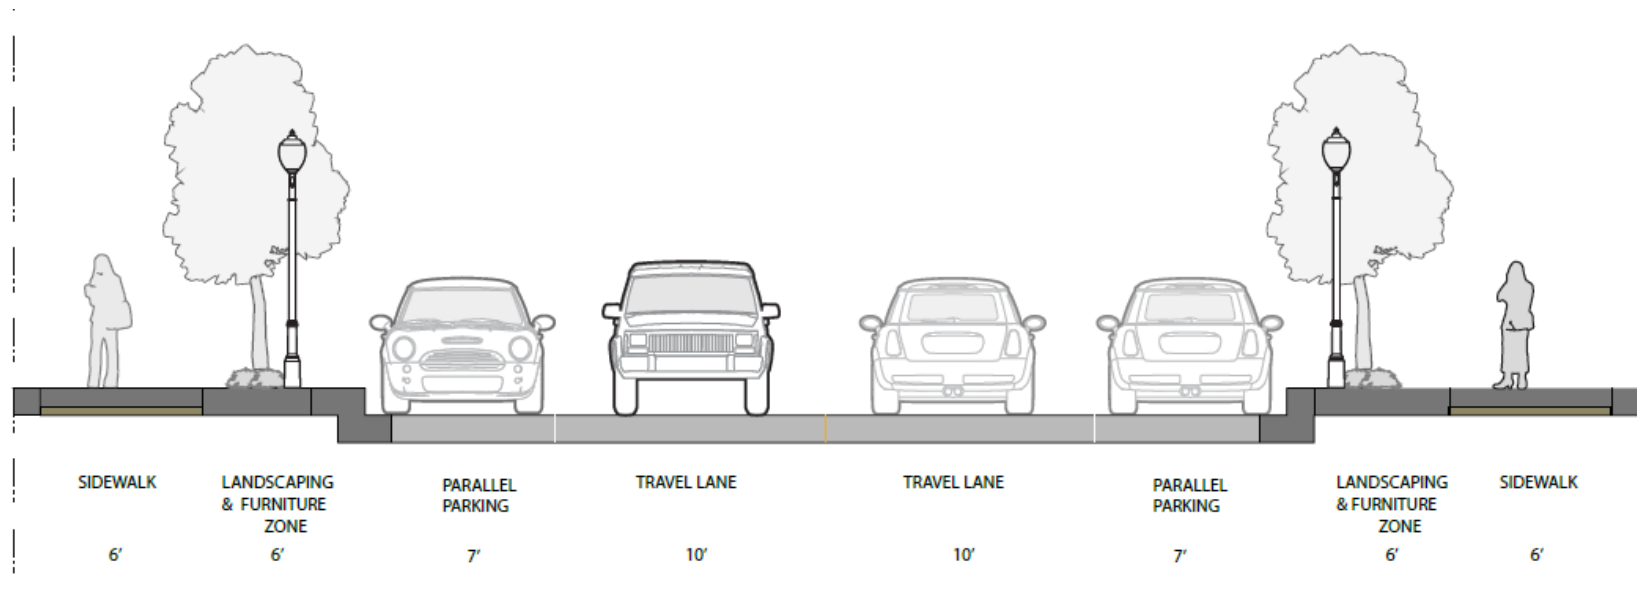 SIDEWALK
LANDSCAPING
& FURNITURE
ZONE
PARALLEL
PARKING
TRAVEL LANE
TRAVEL LANE
PARALLEL
PARKING
LANDSCAPING
& FURNITURE
ZONE
SIDEWALK
6’
6’
7’
10’
10’
7’
6’
6’